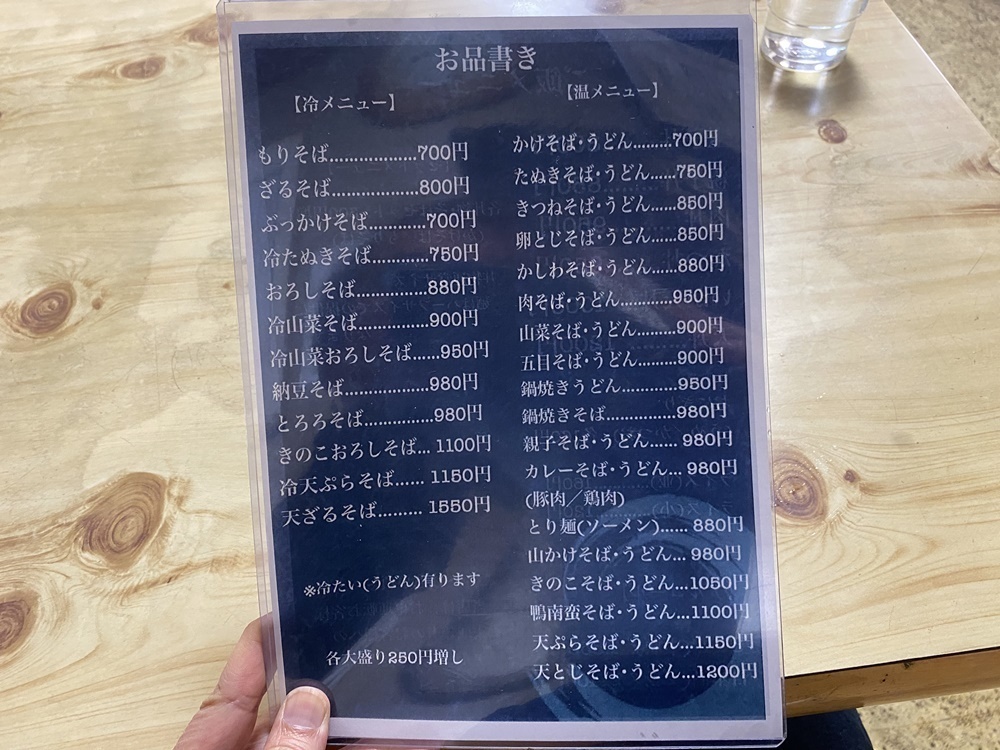 お品書き
【冷メニュー】
もりそば..................700円
ざるそば..................800円
ぶっかけそば............700円
冷たぬきそば............750円
おろしそば...............880円
冷山菜そば...............900円
冷山菜おろしそば......950円
納豆そば..................980円
とろろそば...............980円
きのこおろしそば... 1100円
冷天ぷらそば...... 1150円
天ざるそば......... 1550円
※冷たい(うどん)有ります
各大盛り250円増し
【温メニュー】
かけそば・うどん.........700円
たぬきそば・うどん......750円
きつねそば・うどん......850円
卵とじそば・うどん......850円
かしわそば・うどん......880円
肉そば・うどん............950円
山菜そば・うどん.........900円
五目そば・うどん.........900円
鍋焼きうどん...............950円
鍋焼きそば..................980円
親子そば・うどん...... 980円
カレーそば・うどん... 980円
(豚肉／鶏肉)
とり麺(ソーメン)...... 880円
山かけそば・うどん... 980円
きのこそば・うどん...1050円
鴨南蛮そば・うどん...1100円
天ぷらそば・うどん...1150円
天とじそば・うどん...1200円